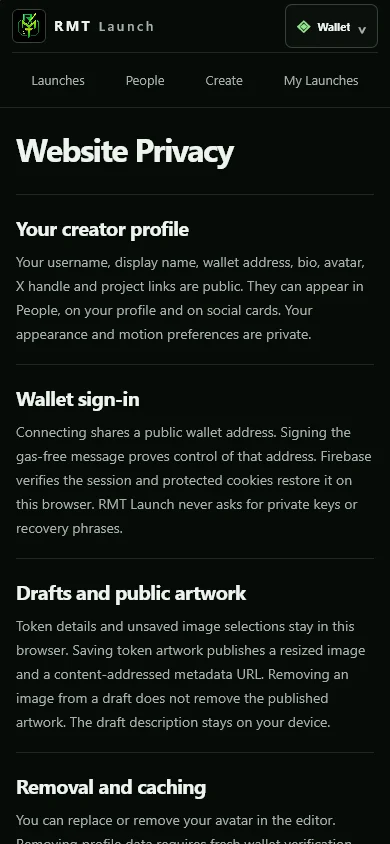 RMT Launch
Wallet
Launches People Create My Launches
Website Privacy
Your creator profile
Your username, display name, wallet address, bio, avatar,
X handle and project links are public. They can appear in
People, on your profile and on social cards. Your
appearance and motion preferences are private.
Wallet sign-in
Connecting shares a public wallet address. Signing the
gas-free message proves control of that address. Firebase
verifies the session and protected cookies restore it on
this browser. RMT Launch never asks for private keys or
recovery phrases.
Drafts and public artwork
Token details and unsaved image selections stay in this
browser. Saving token artwork publishes a resized image
and a content-addressed metadata URL. Removing an
image from a draft does not remove the published
artwork. The draft description stays on your device.
Removal and caching
You can replace or remove your avatar in the editor.
Removing profile data requires fresh wallet verification